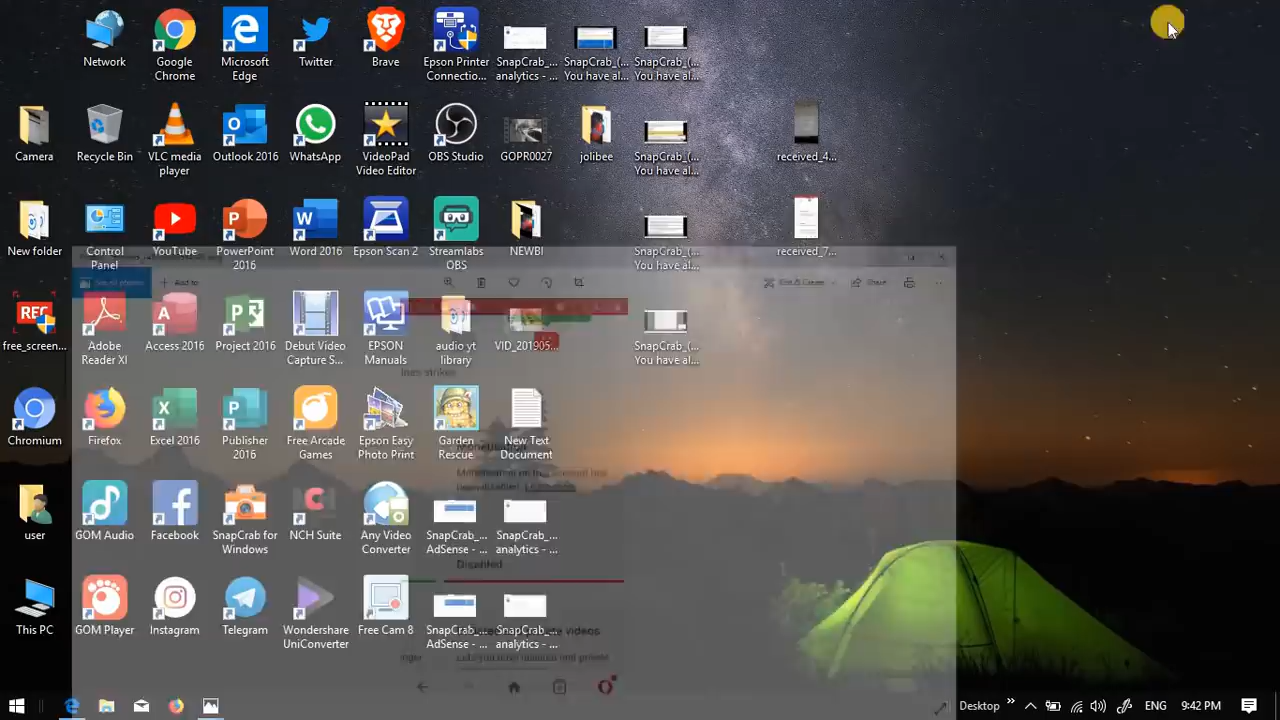 Network
Google
Chrome
Microsoft
Edge
Twitter
Brave
Epson Printer
Connectio...
SnapCrab_...
analytics - ...
SnapCrab_(...
You have al...
SnapCrab_(...
You have al...
Camera
Recycle Bin
VLC media
player
Outlook 2016
WhatsApp
VideoPad
Video Editor
OBS Studio
GOPR0027
jolibee
SnapCrab_(...
You have al...
received_4...
New folder
Control
Panel
YouTube
PowerPoint
2016
Word 2016
Epson Scan 2
Streamlabs
OBS
NEWBI
SnapCrab_(...
You have al...
received_7...
Add to
Share
REC
free_screen...
Adobe
Reader XI
Access 2016
Project 2016
Debut Video
Capture S...
EPSON
Manuals
audio yt
library
VID_201905...
SnapCrab_(...
You have al...
Chromium
Firefox
Excel 2016
Publisher
2016
Free Arcade
Games
Epson Easy
Photo Print
Garden
Rescue
New Text
Document
user
GOM Audio
Facebook
SnapCrab for
Windows
NCH Suite
Any Video
Converter
SnapCrab_...
AdSense - ...
SnapCrab_...
analytics - ...
Disabled
This PC
GOM Player
Instagram
Telegram
Wondershare
UniConverter
Free Cam 8
SnapCrab_...
AdSense - ...
SnapCrab_...
analytics - ...
Desktop
ENG
9:42 PM